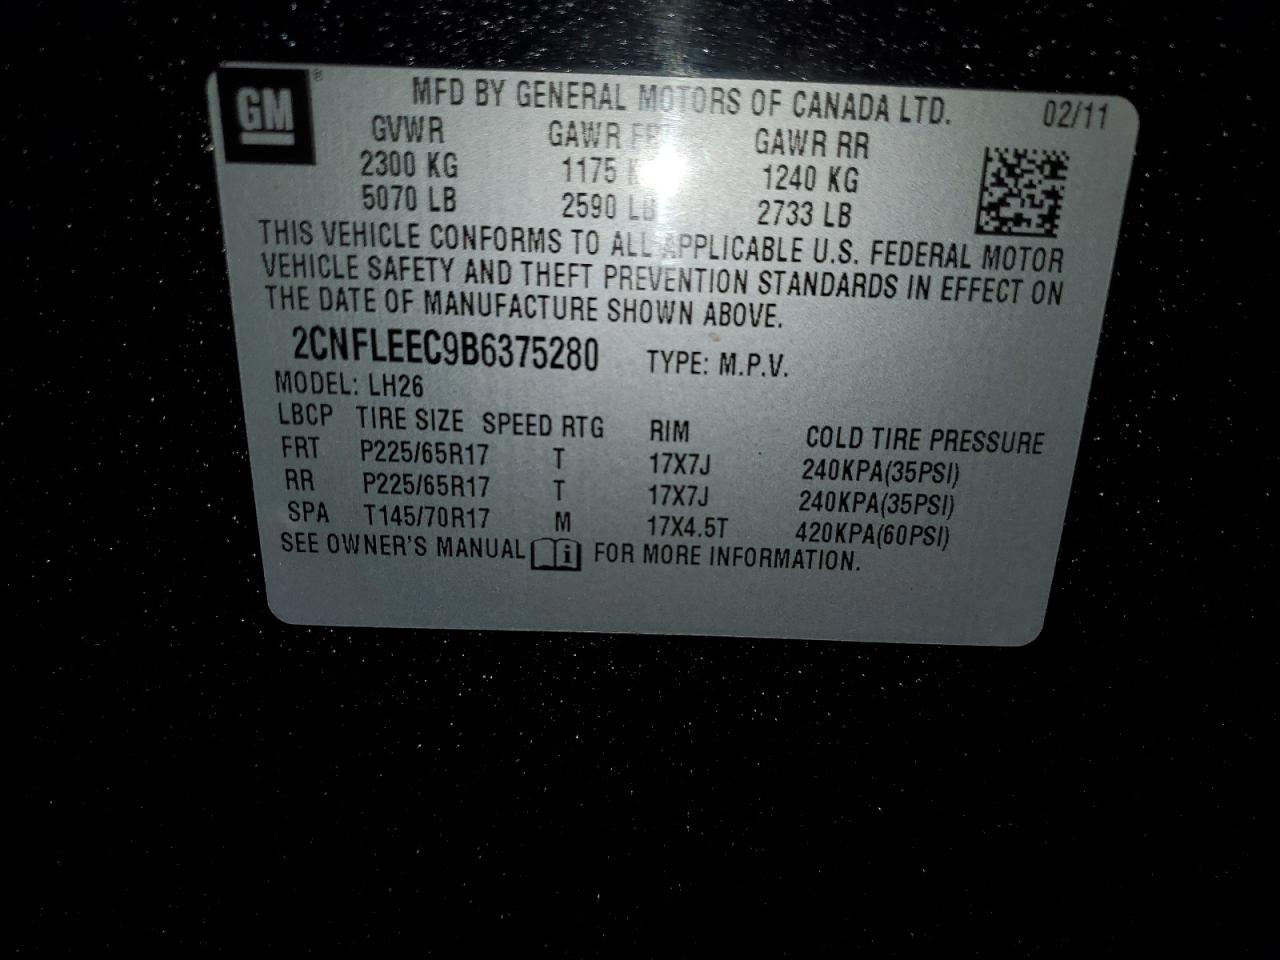 GM ® MFD BY GENERAL MOTORS OF CANADA LTD. 02/11
GVWR GAWR FR GAWR RR
2300 KG 1175 K 1240 KG
5070 LB 2590 LB 2733 LB
THIS VEHICLE CONFORMS TO ALL APPLICABLE U.S. FEDERAL MOTOR
VEHICLE SAFETY AND THEFT PREVENTION STANDARDS IN EFFECT ON
THE DATE OF MANUFACTURE SHOWN ABOVE.
2CNFLEEC9B6375280 TYPE: M.P.V.
MODEL: LH26
LBCP TIRE SIZE SPEED RTG RIM COLD TIRE PRESSURE
FRT P225/65R17 T 17X7J 240KPA(35PSI)
RR P225/65R17 T 17X7J 240KPA(35PSI)
SPA T145/70R17 M 17X4.5T 420KPA(60PSI)
SEE OWNER'S MANUAL i FOR MORE INFORMATION.